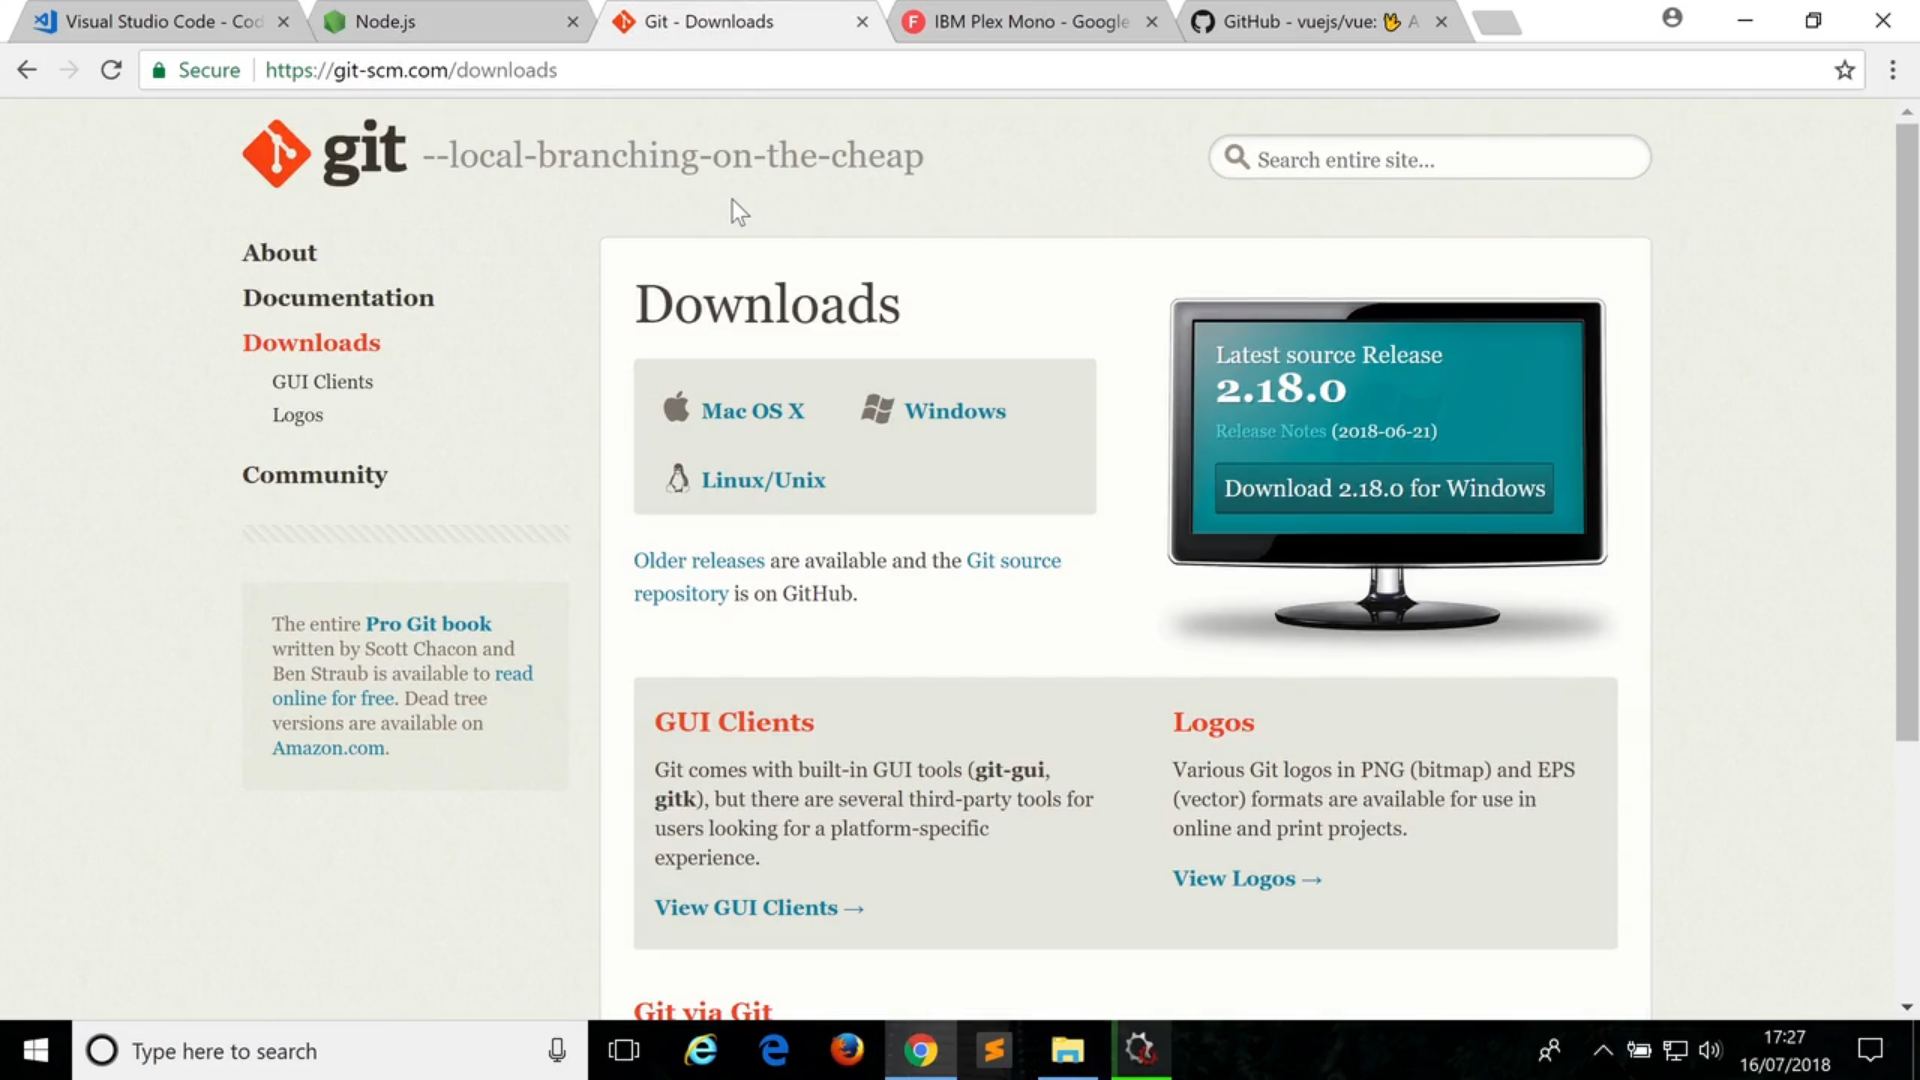 Visual Studio Code - Cod
Node.js
Git - Downloads
IBM Plex Mono - Google
GitHub - vuejs/vue: 🖖 A
Secure
https://git-scm.com/downloads
git --local-branching-on-the-cheap
Search entire site...
About
Documentation
Downloads
GUI Clients
Logos
Community
The entire Pro Git book
written by Scott Chacon and
Ben Straub is available to read
online for free. Dead tree
versions are available on
Amazon.com.
Downloads
Mac OS X
Windows
Linux/Unix
Older releases are available and the Git source
repository is on GitHub.
Latest source Release
2.18.0
Release Notes (2018-06-21)
Download 2.18.0 for Windows
GUI Clients
Git comes with built-in GUI tools (git-gui,
gitk), but there are several third-party tools for
users looking for a platform-specific
experience.
View GUI Clients →
Logos
Various Git logos in PNG (bitmap) and EPS
(vector) formats are available for use in
online and print projects.
View Logos →
Git via Git
Type here to search
17:27
16/07/2018